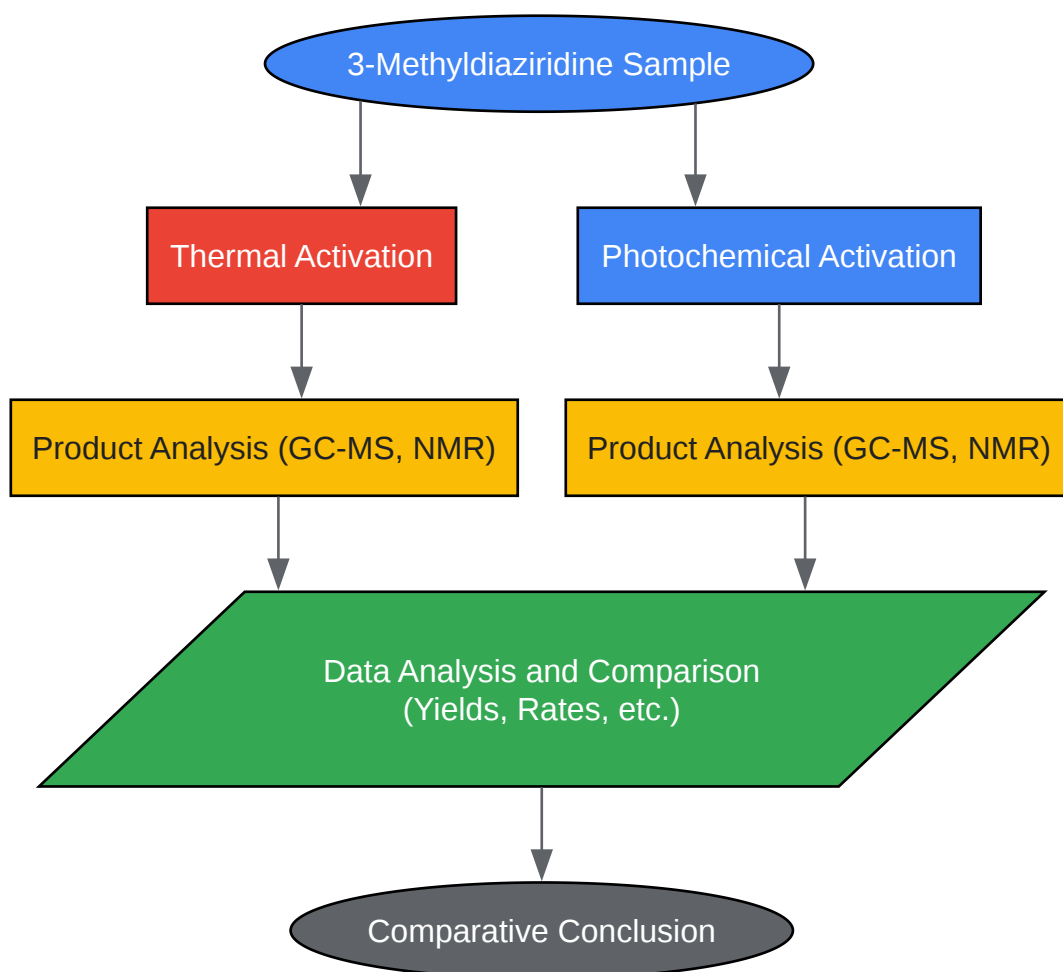 3-Methyldiaziridine Sample
Thermal Activation
Photochemical Activation
Product Analysis (GC-MS, NMR)
Product Analysis (GC-MS, NMR)
Data Analysis and Comparison
(Yields, Rates, etc.)
Comparative Conclusion